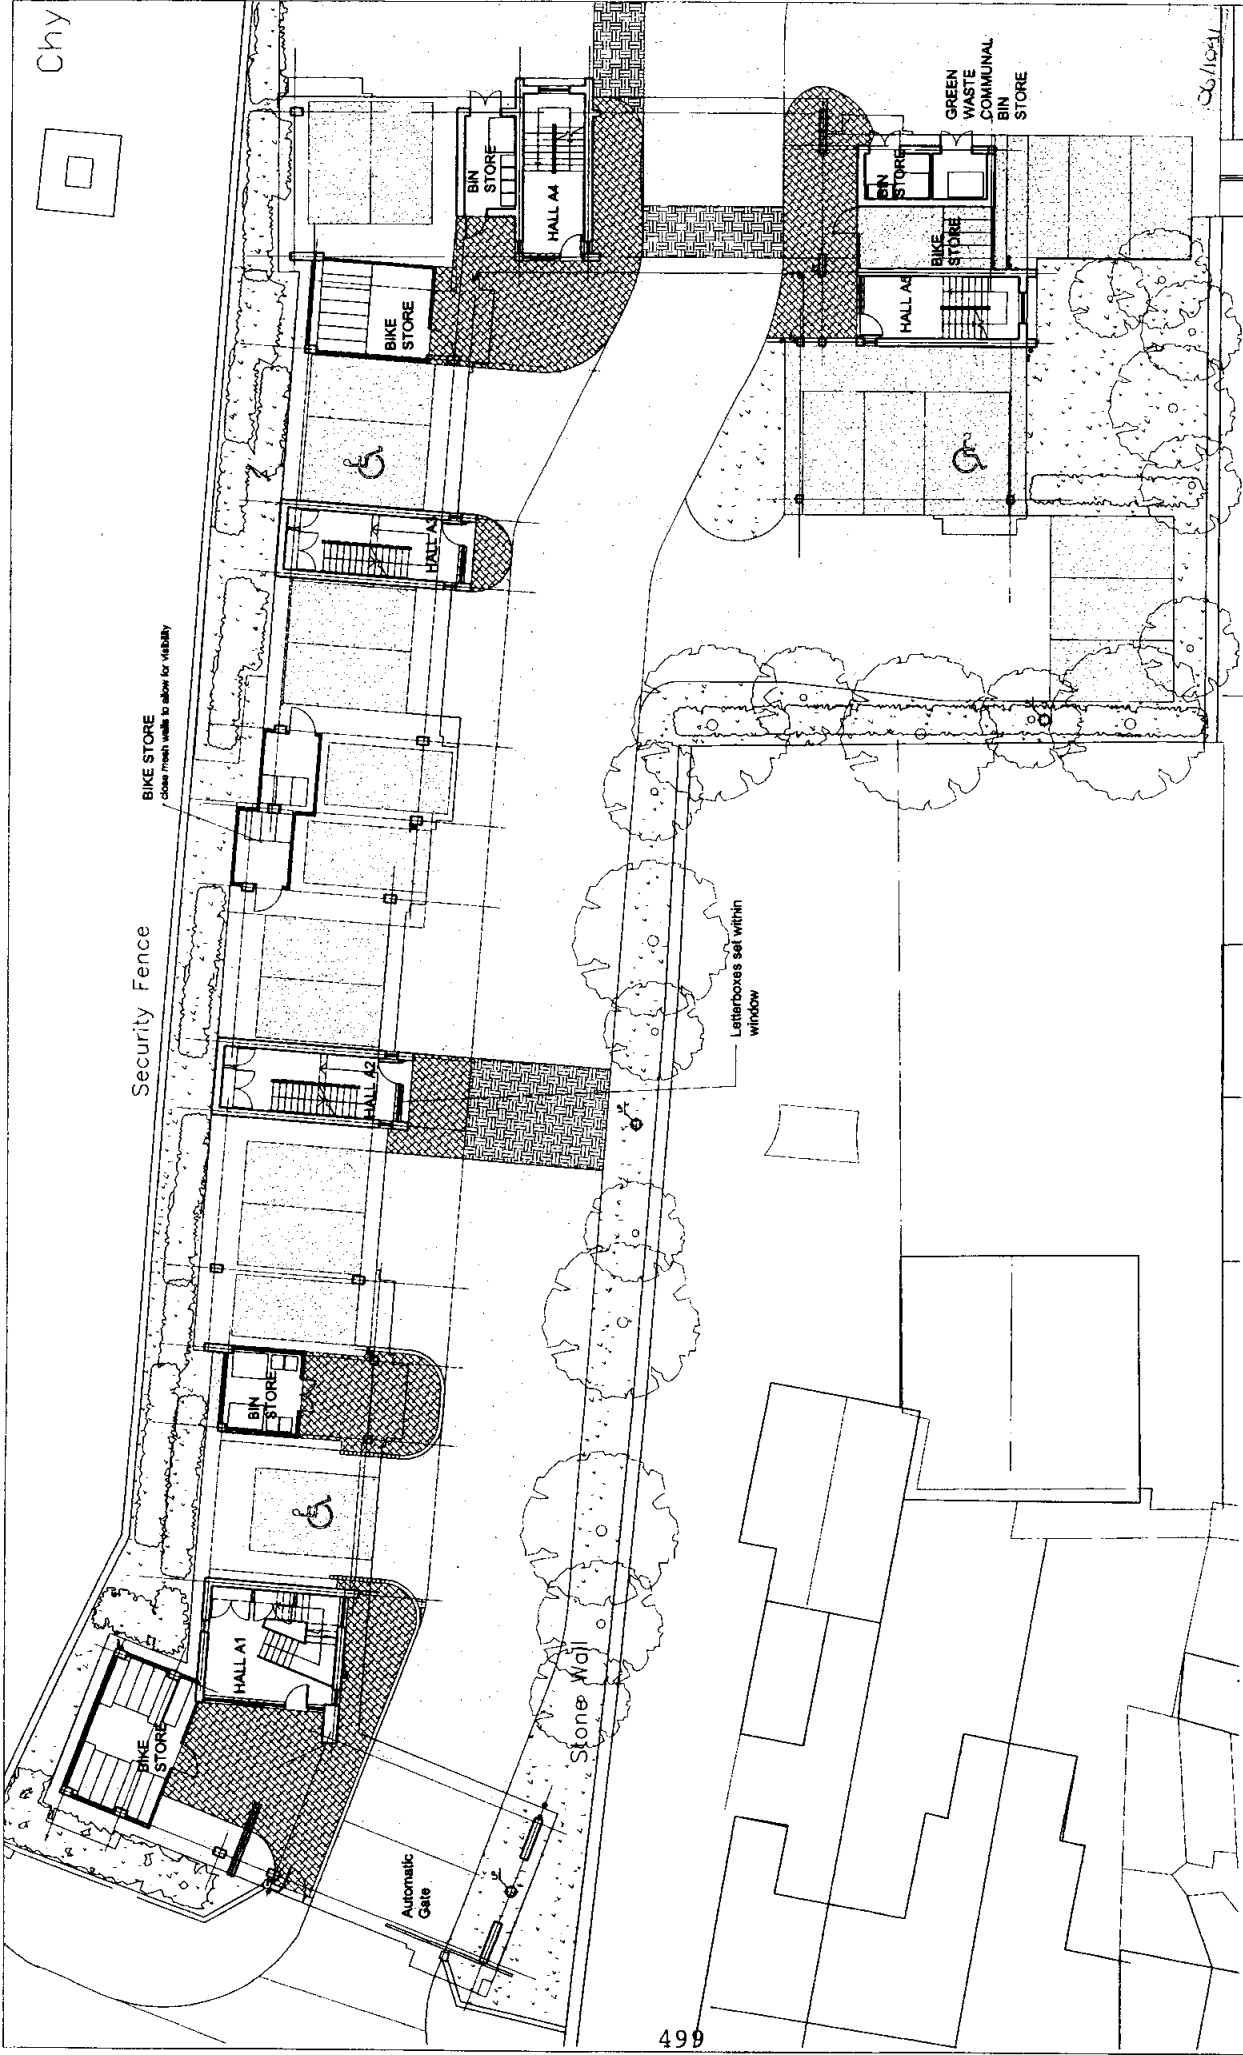 Chy
Security Fence
BIKE STORE
close mesh walls to allow for visibility
BIN
STORE
HALL A4
BIKE
STORE
HALL A3
GREEN
WASTE
COMMUNAL
BIN
STORE
BIN
STORE
BIKE
STORE
HALL A5
HALL A2
Letterboxes set within
window
BIN
STORE
HALL A1
BIKE
STORE
Stone Wall
Automatic
Gate
499